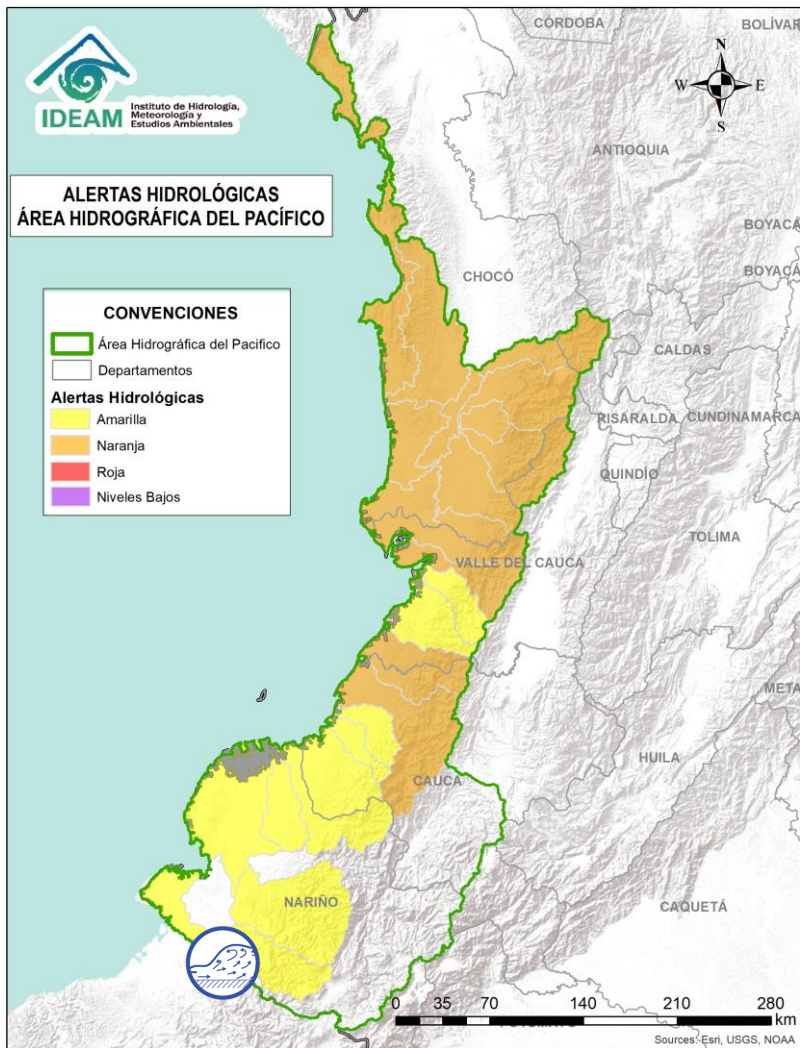 IDEAM
Instituto de Hidrología,
Meteorología y
Estudios Ambientales
ALERTAS HIDROLÓGICAS
ÁREA HIDROGRÁFICA DEL PACÍFICO
CONVENCIONES
Área Hidrográfica del Pacifico
Departamentos
Alertas Hidrológicas
Amarilla
Naranja
Roja
Niveles Bajos
N
W
E
S
CÓRDOBA
BOLÍVAR
ANTIOQUIA
BOYACÁ
BOYACÁ
CHOCÓ
CALDAS
RISARALDA
CUNDINAMARCA
QUINDÍO
TOLIMA
VALLE DEL CAUCA
META
HUILA
CAUCA
NARIÑO
CAQUETÁ
0 35 70 140 210 280
km
Sources: Esri, USGS, NOAA